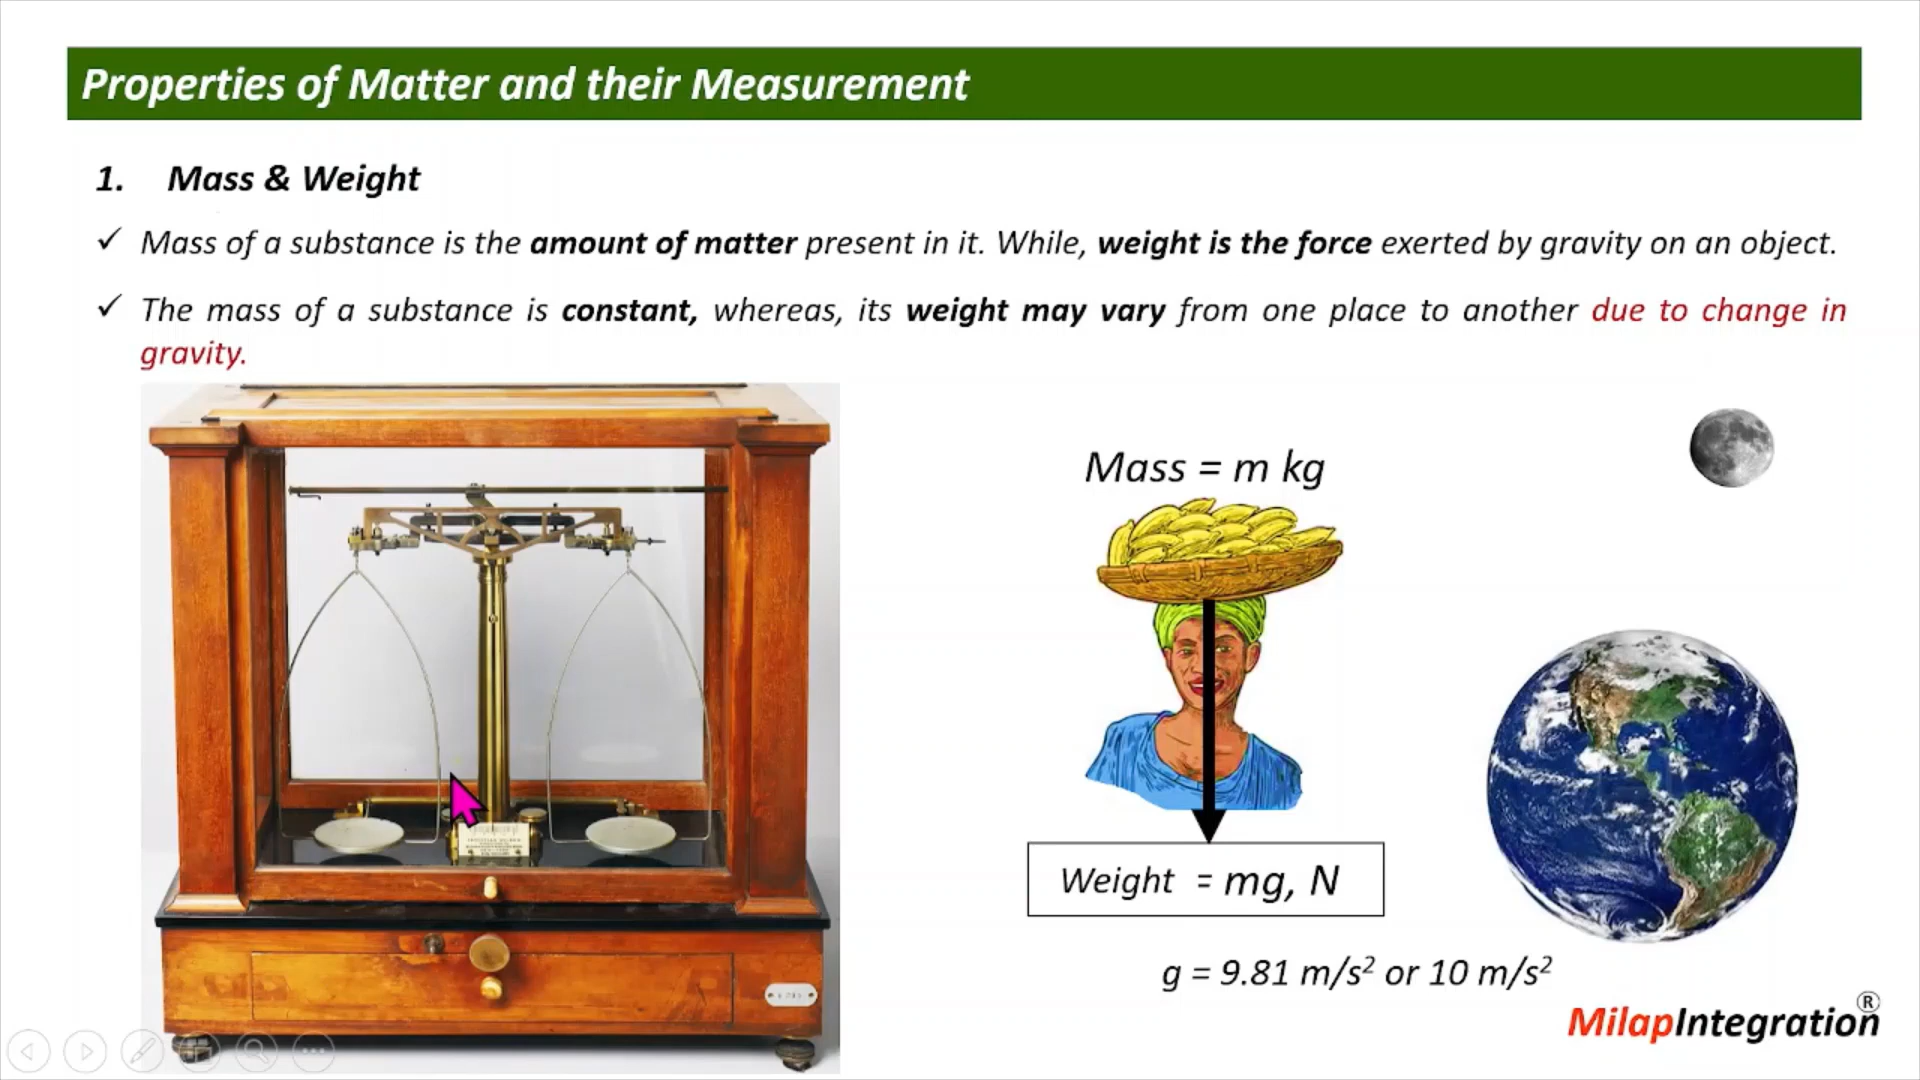 Properties of Matter and their Measurement
1. Mass & Weight
✓ Mass of a substance is the amount of matter present in it. While, weight is the force exerted by gravity on an object.
✓ The mass of a substance is constant, whereas, its weight may vary from one place to another due to change in
gravity.
Mass = m kg
Weight = mg, N
g = 9.81 m/s² or 10 m/s²
MilapIntegration®